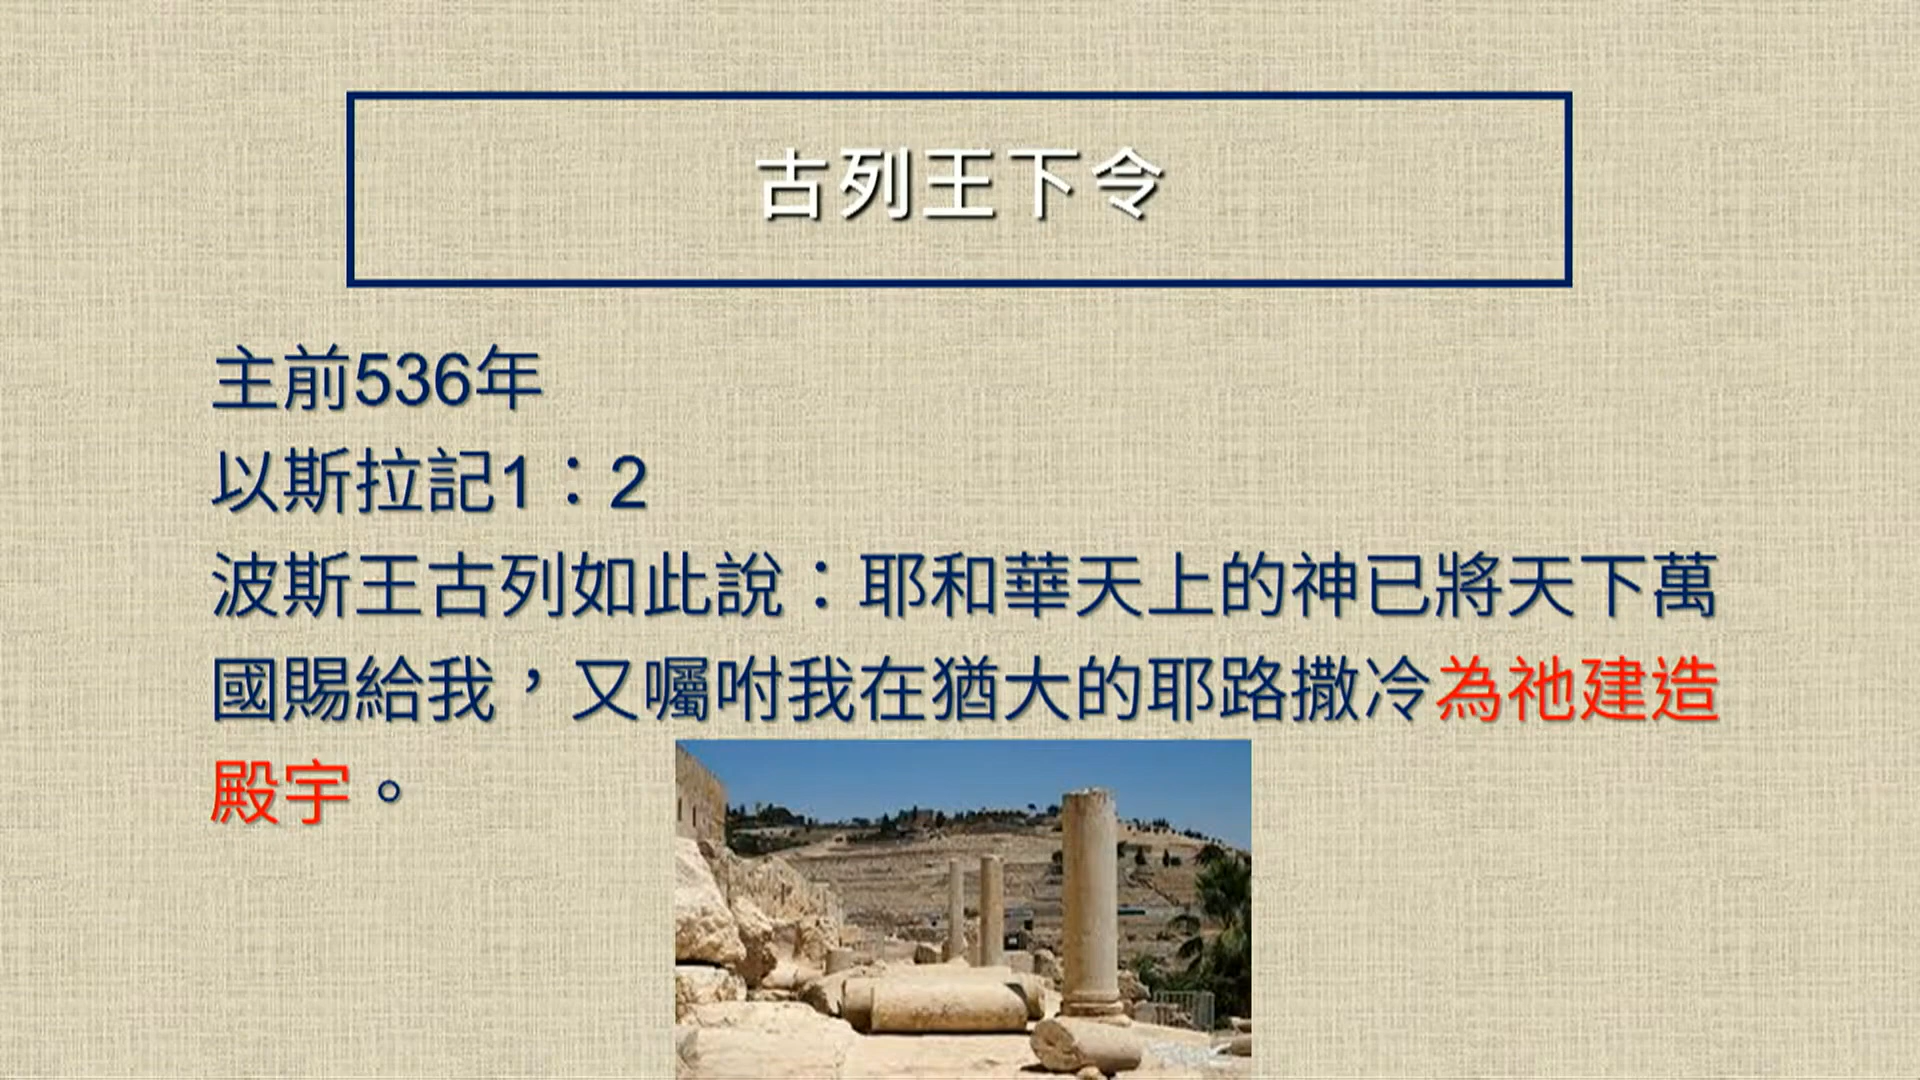 古列王下令
主前536年
以斯拉記1：2
波斯王古列如此說：耶和華天上的神已將天下萬
國賜給我，又囑咐我在猶大的耶路撒冷為祂建造
殿宇。